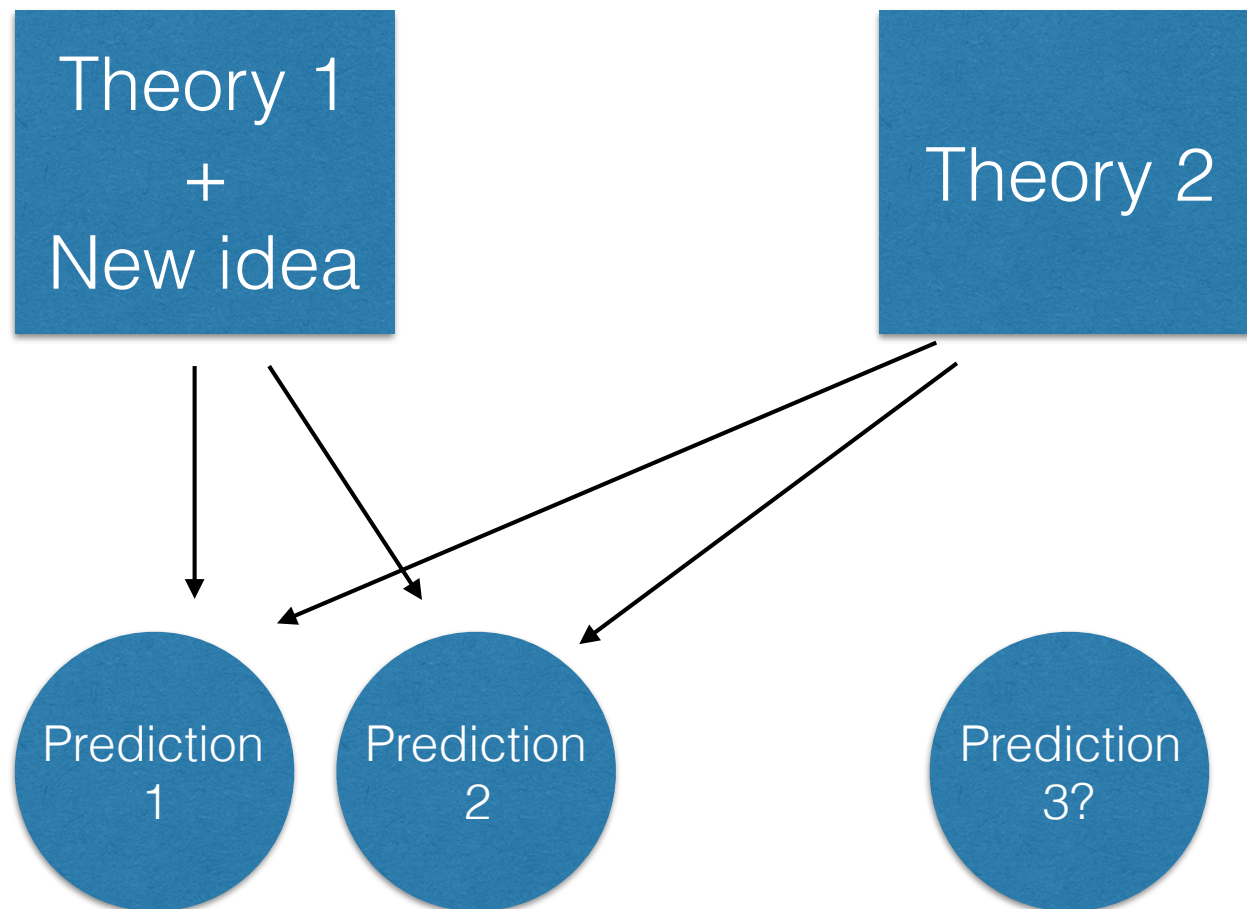 Theory 1
+
New idea
Theory 2
Prediction
1
Prediction
2
Prediction
3?